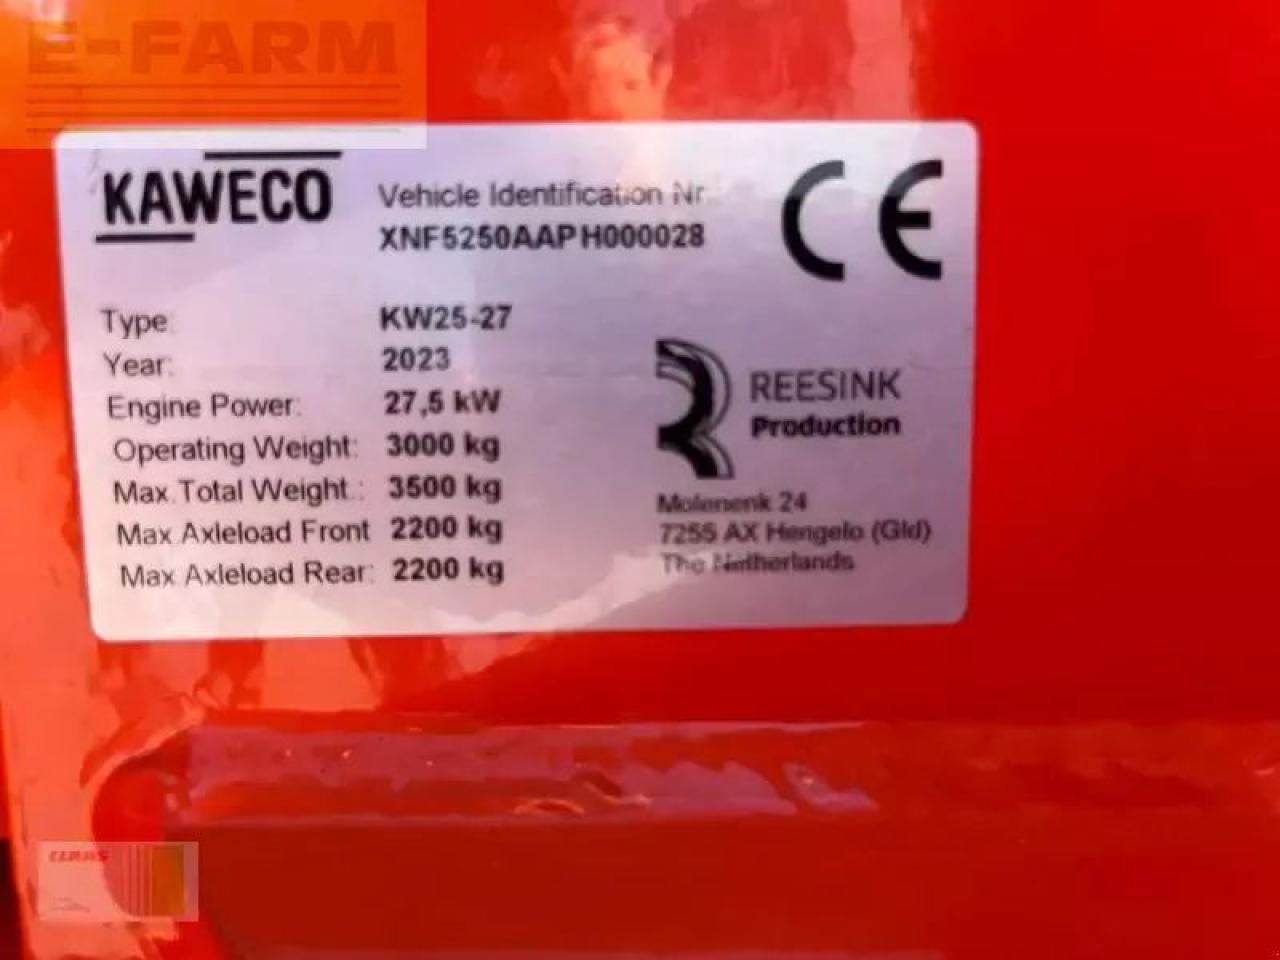 E-FARM
KAWECO
Vehicle Identification Nr.:
XNF5250AAPH000028
CE
Type: KW25-27
Year: 2023
Engine Power: 27,5 kW
Operating Weight: 3000 kg
Max.Total Weight.: 3500 kg
Max Axleload Front 2200 kg
Max Axleload Rear: 2200 kg
REESINK
Production
Molenenk 24
7255 AX Hengelo (Gld)
The Netherlands
CLAAS